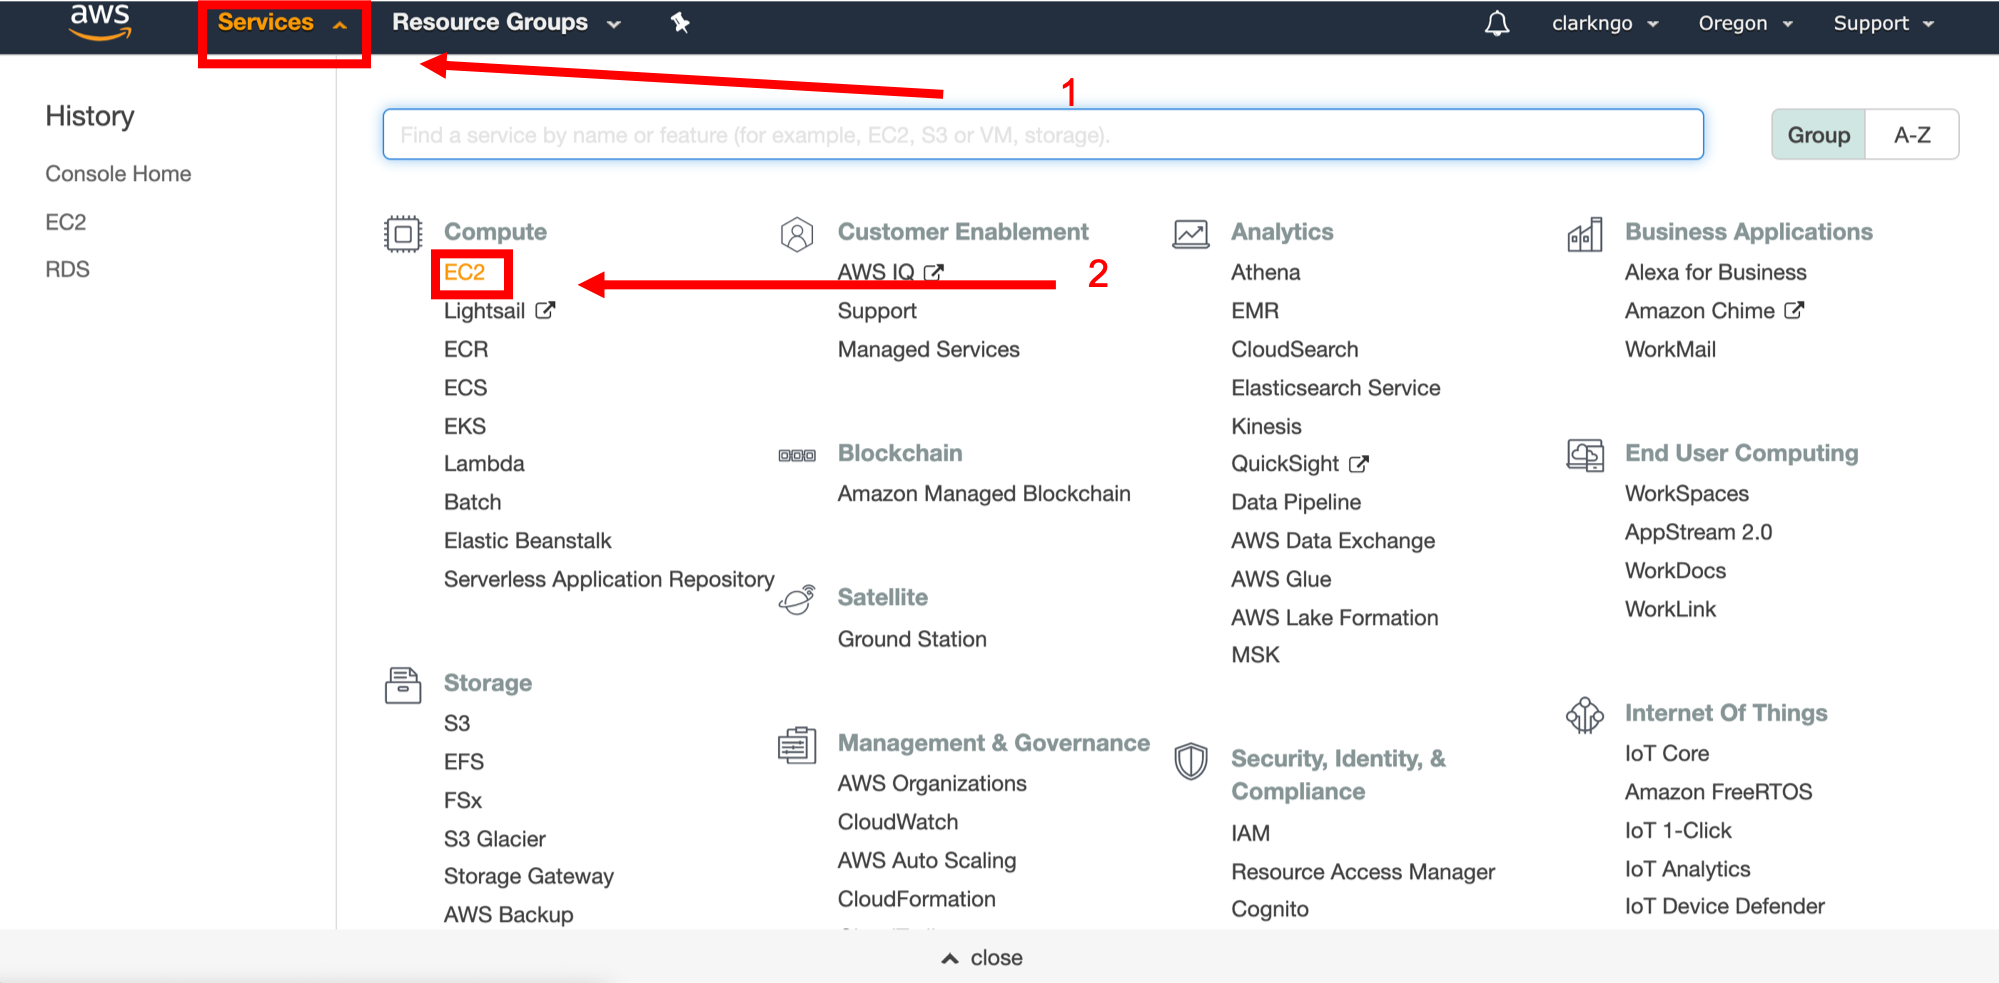 aws
Services
Resource Groups
clarkngo
Oregon
Support
1
History
Console Home
EC2
RDS
Find a service by name or feature (for example, EC2, S3 or VM, storage).
Group
A-Z
Compute
EC2
2
Lightsail
ECR
ECS
EKS
Lambda
Batch
Elastic Beanstalk
Serverless Application Repository
Storage
S3
EFS
FSx
S3 Glacier
Storage Gateway
AWS Backup
Customer Enablement
AWS IQ
Support
Managed Services
Blockchain
Amazon Managed Blockchain
Satellite
Ground Station
Management & Governance
AWS Organizations
CloudWatch
AWS Auto Scaling
CloudFormation
Analytics
Athena
EMR
CloudSearch
Elasticsearch Service
Kinesis
QuickSight
Data Pipeline
AWS Data Exchange
AWS Glue
AWS Lake Formation
MSK
Security, Identity, &
Compliance
IAM
Resource Access Manager
Cognito
Business Applications
Alexa for Business
Amazon Chime
WorkMail
End User Computing
WorkSpaces
AppStream 2.0
WorkDocs
WorkLink
Internet Of Things
IoT Core
Amazon FreeRTOS
IoT 1-Click
IoT Analytics
IoT Device Defender
close